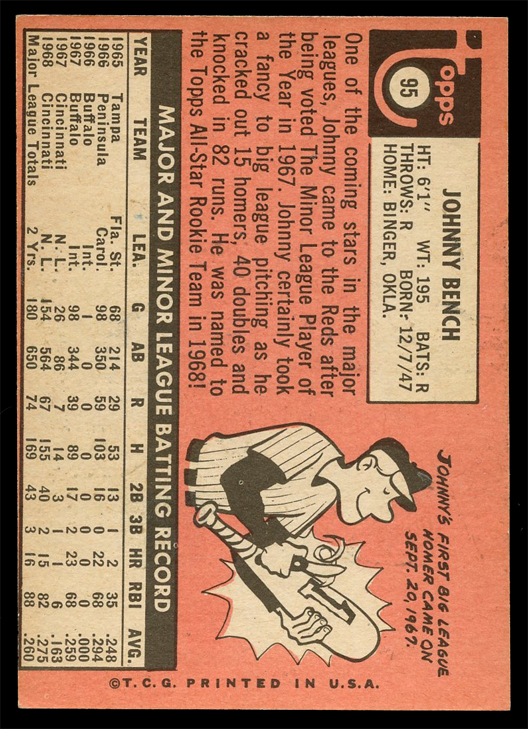 Topps
95
JOHNNY BENCH
HT: 6'1" WT: 195 BATS: R
THROWS: R BORN: 12/7/47
HOME: BINGER, OKLA.
One of the coming stars in the major
leagues, Johnny came to the Reds after
being voted The Minor League Player of
the Year in 1967. Johnny certainly took
a fancy to big league pitching as he
cracked out 15 homers, 40 doubles and
knocked in 82 runs. He was named to
the Topps All-Star Rookie Team in 1968!
JOHNNY'S FIRST BIG LEAGUE
HOMER CAME ON
SEPT. 20, 1967.
MAJOR AND MINOR LEAGUE BATTING RECORD
YEAR TEAM LEA. G AB R H 2B 3B HR RBI AVG.
1965 Tampa Fla. St. 68 214 29 53 13 1 2 35 .248
1966 Peninsula Carol 98 350 59 103 16 0 22 68 .294
1966 Buffalo Int. 1 0 0 0 0 0 0 0 .000
1967 Buffalo Int. 98 344 39 89 17 2 23 68 .259
1967 Cincinnati N. L. 26 86 7 14 3 1 1 6 .163
1968 Cincinnati N. L. 154 564 67 155 40 2 15 82 .275
Major League Totals 2 Yrs. 180 650 74 169 43 3 16 88 .260
©T.C.G. PRINTED IN U.S.A.